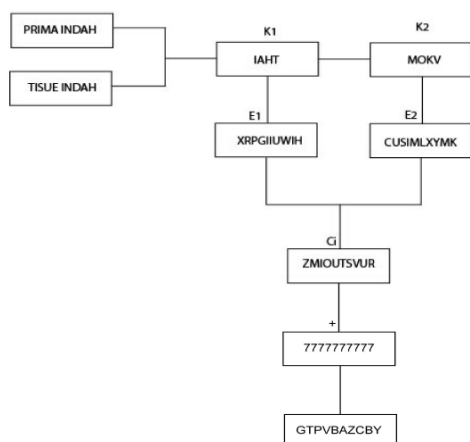 PRIMA INDAH
K1
K2
IAHT
MOKV
TISUE INDAH
E1
E2
XRPGIIUWIH
CUSIMLXYMK
Ci
ZMIOUTSVUR
+
7777777777
GTPVBAZCBY